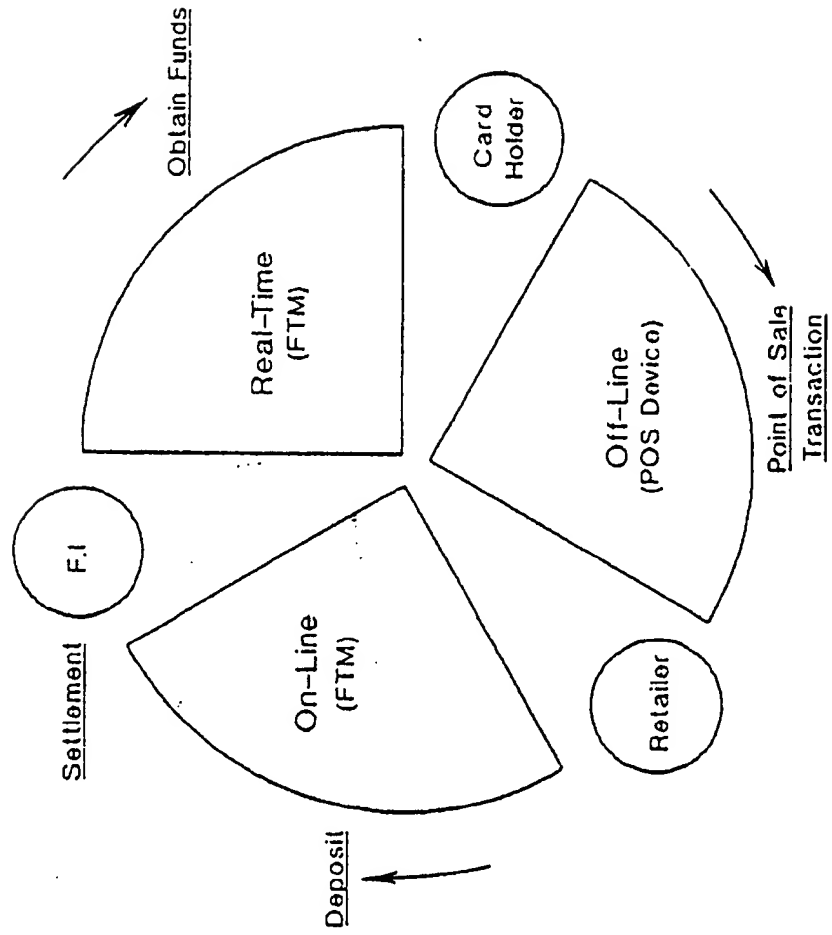 Settlement
F.I
Obtain Funds
Real-Time
(FTM)
On-Line
(FTM)
Deposit
Card
Holder
Off-Line
(POS Device)
Retailer
Point of Sale
Transaction